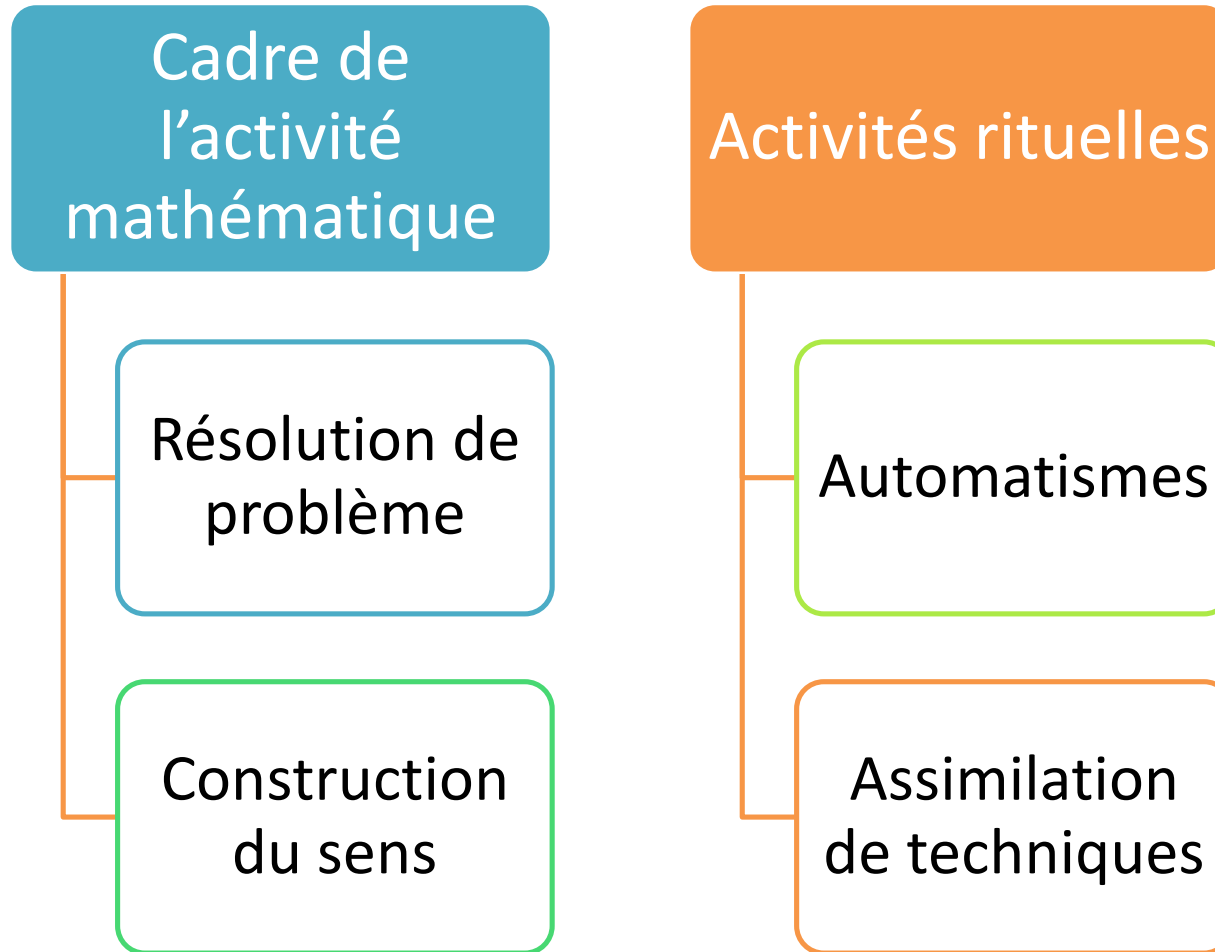 Cadre de
l’activité
mathématique
Résolution de
problème
Construction
du sens
Activités rituelles
Automatismes
Assimilation
de techniques